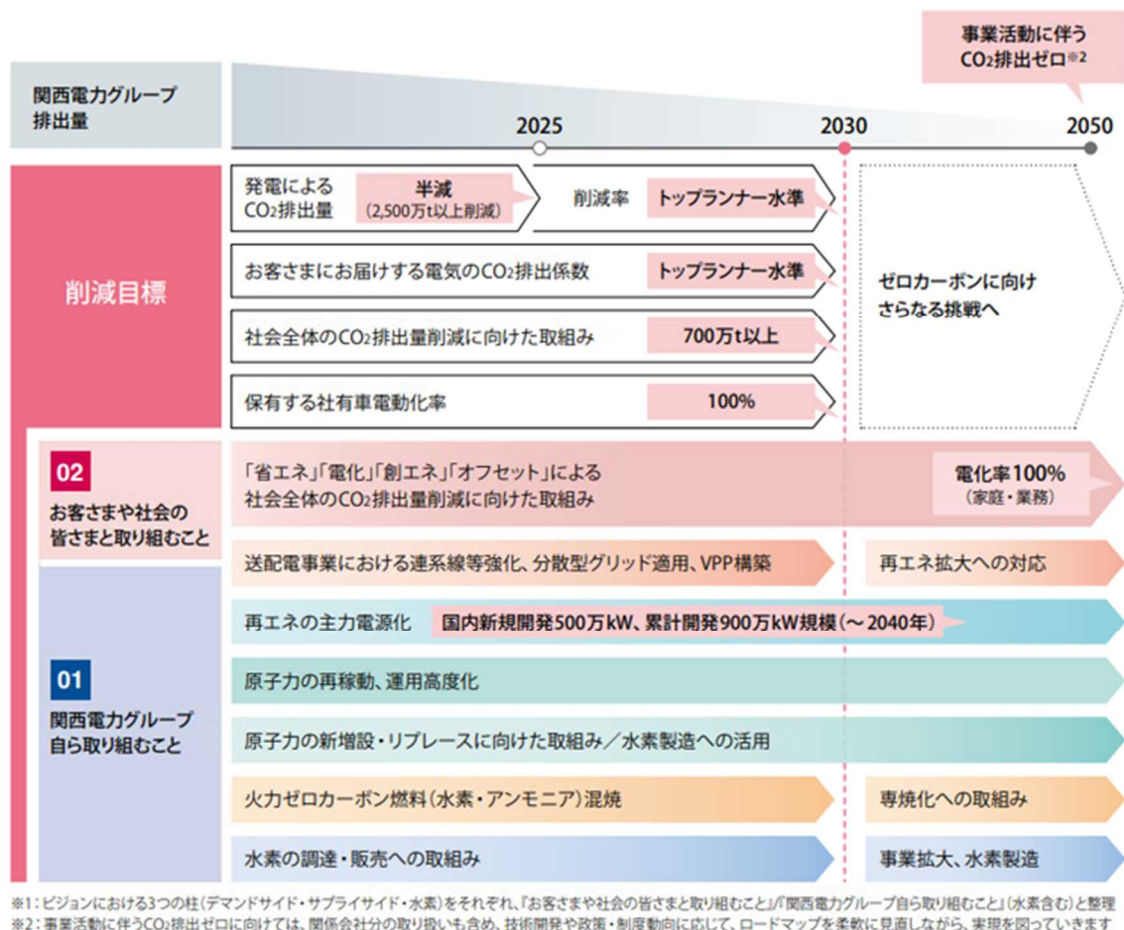 事業活動に伴う
CO2排出ゼロ※2
関西電力グループ
排出量
2025
2030
2050
削減目標
発電による
CO2排出量
半減
(2,500万t以上削減)
削減率
トップランナー水準
お客さまにお届けする電気のCO2排出係数
トップランナー水準
社会全体のCO2排出量削減に向けた取組み
700万t以上
保有する社有車電動化率
100%
ゼロカーボンに向け
さらなる挑戦へ
02
お客さまや社会の
皆さまと取り組むこと
「省エネ」「電化」「創エネ」「オフセット」による
社会全体のCO2排出量削減に向けた取組み
電化率100%
(家庭・業務)
送配電事業における連系線等強化、分散型グリッド適用、VPP構築
再エネ拡大への対応
01
関西電力グループ
自ら取り組むこと
再エネの主力電源化
国内新規開発500万kW、累計開発900万kW規模(~2040年)
原子力の再稼動、運用高度化
原子力の新増設・リプレースに向けた取組み/水素製造への活用
火力ゼロカーボン燃料(水素・アンモニア)混焼
専焼化への取組み
水素の調達・販売への取組み
事業拡大、水素製造
※1:ビジョンにおける3つの柱(デマンドサイド・サプライサイド・水素)をそれぞれ、『お客さまや社会の皆さまと取り組むこと』/『関西電力グループ自ら取り組むこと』(水素含む)と整理
※2:事業活動に伴うCO2排出ゼロに向けては、関係会社分の取り扱いも含め、技術開発や政策・制度動向に応じて、ロードマップを柔軟に見直しながら、実現を図っていきます